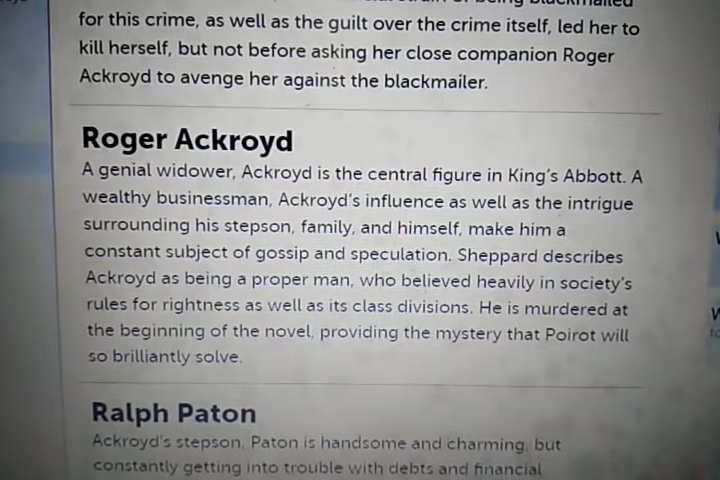 blackmailed
for this crime, as well as the guilt over the crime itself, led her to
kill herself, but not before asking her close companion Roger
Ackroyd to avenge her against the blackmailer.
Roger Ackroyd
A genial widower, Ackroyd is the central figure in King's Abbott. A
wealthy businessman, Ackroyd's influence as well as the intrigue
surrounding his stepson, family, and himself, make him a
constant subject of gossip and speculation. Sheppard describes
Ackroyd as being a proper man, who believed heavily in society's
rules for rightness as well as its class divisions. He is murdered at
the beginning of the novel, providing the mystery that Poirot will
so brilliantly solve.
Ralph Paton
Ackroyd's stepson, Paton is handsome and charming, but
constantly getting into trouble with debts and financial